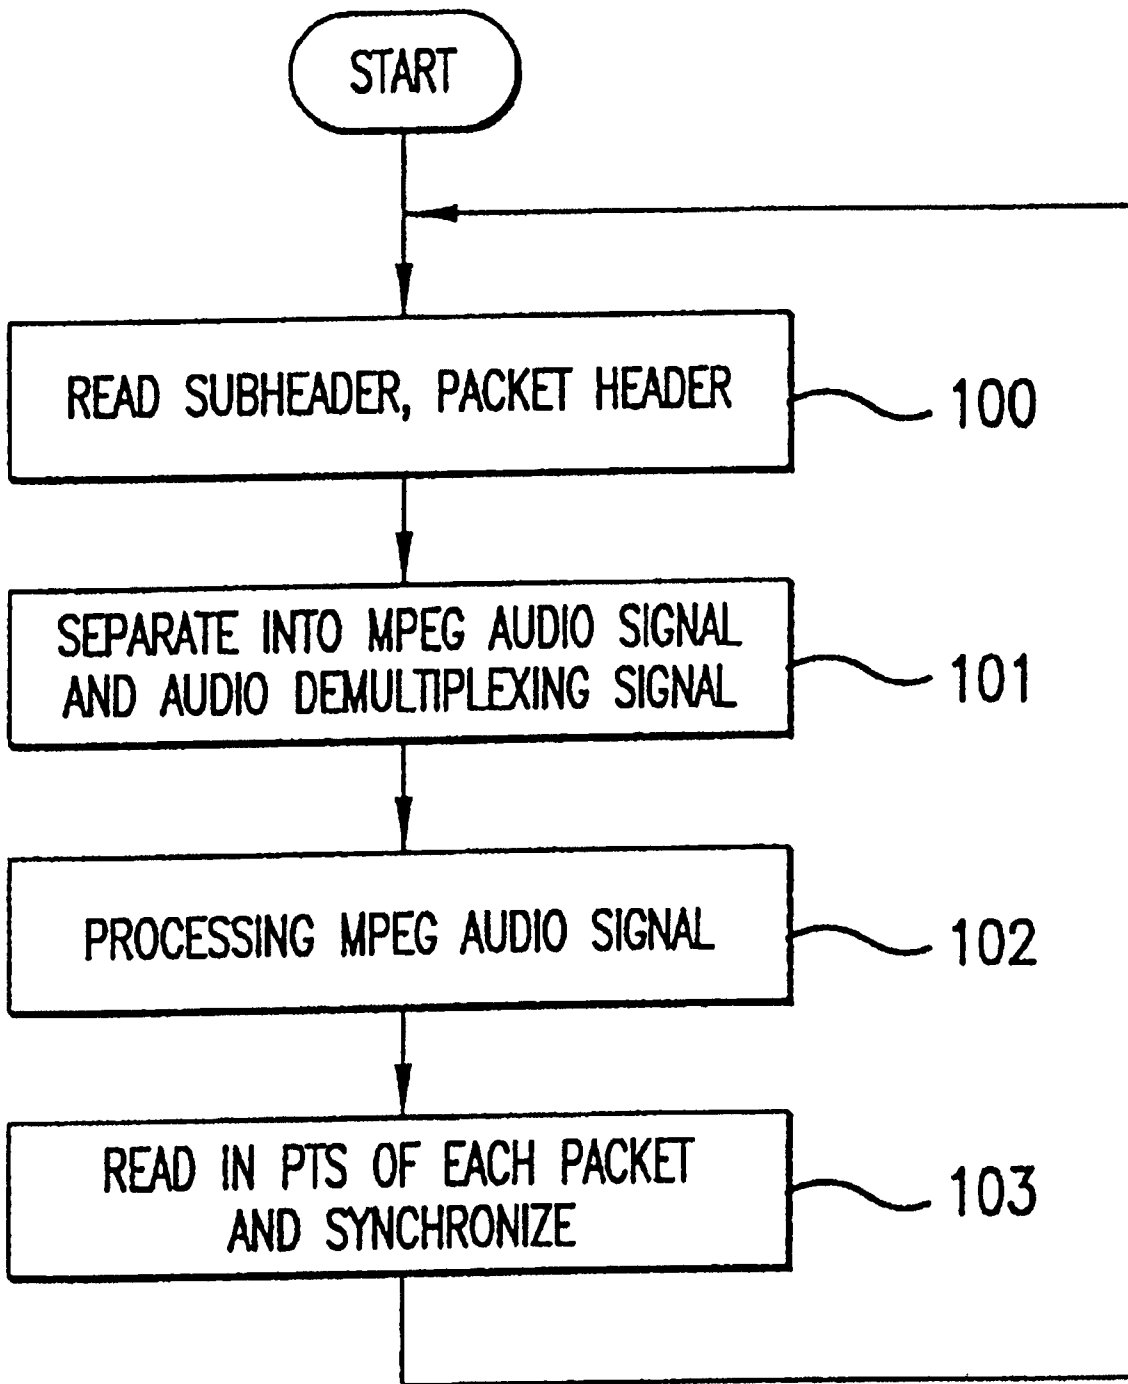 START
READ SUBHEADER, PACKET HEADER
100
SEPARATE INTO MPEG AUDIO SIGNAL
AND AUDIO DEMULTIPLEXING SIGNAL
101
PROCESSING MPEG AUDIO SIGNAL
102
READ IN PTS OF EACH PACKET
AND SYNCHRONIZE
103